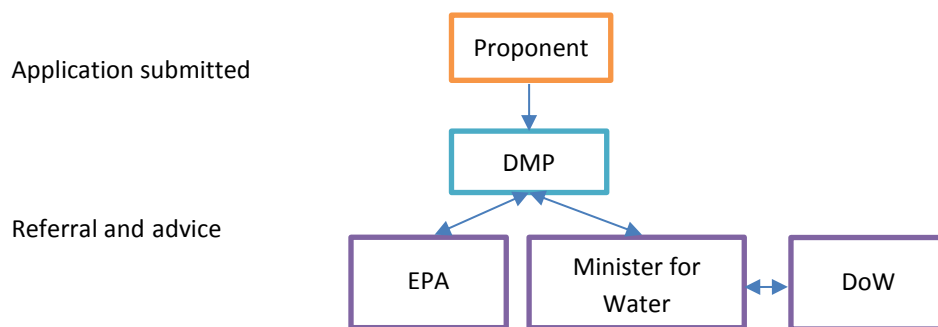 Proponent
Application submitted
DMP
Referral and advice
EPA
Minister for
Water
DoW